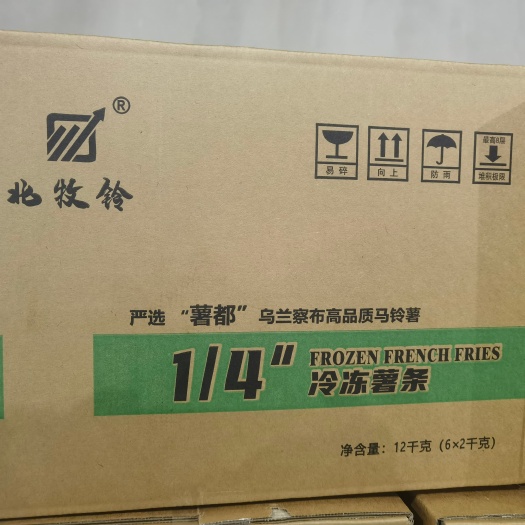 ®
北牧铃
易碎
向上
防雨
最高8层
堆积极限
严选 “薯都” 乌兰察布高品质马铃薯
1/4" FROZEN FRENCH FRIES
冷冻薯条
净含量：12千克（6×2千克）